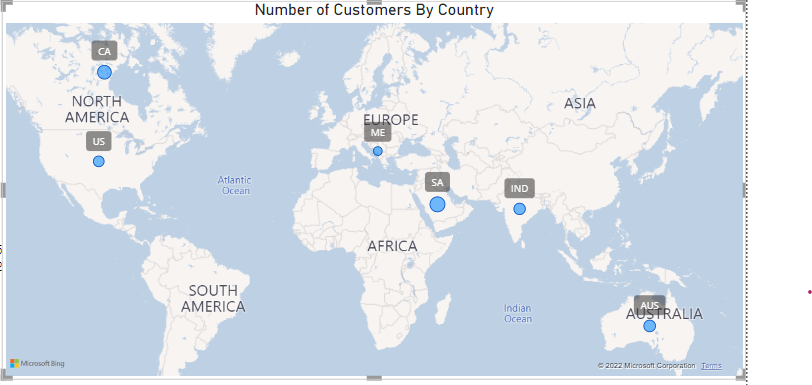 Number of Customers By Country
CA
NORTH
AMERICA
US
ASIA
EUROPE
ME
Atlantic
Ocean
SA
IND
AFRICA
SOUTH
AMERICA
Indian
Ocean
AUS
AUSTRALIA
Microsoft Bing
© 2022 Microsoft Corporation Terms